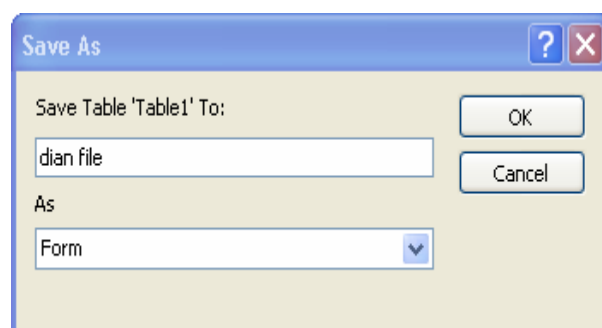 Save As
Save Table 'Table1' To:
OK
dian file
Cancel
As
Form